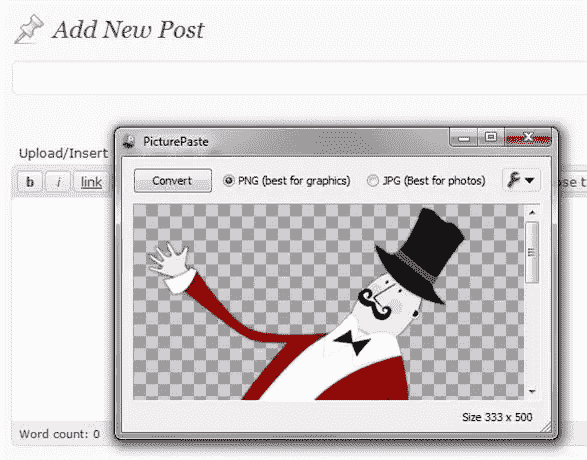 Add New Post
PicturePaste
Upload/Insert
Convert PNG (best for graphics) JPG (Best for photos)
b i link
Size 333 x 500
Word count: 0